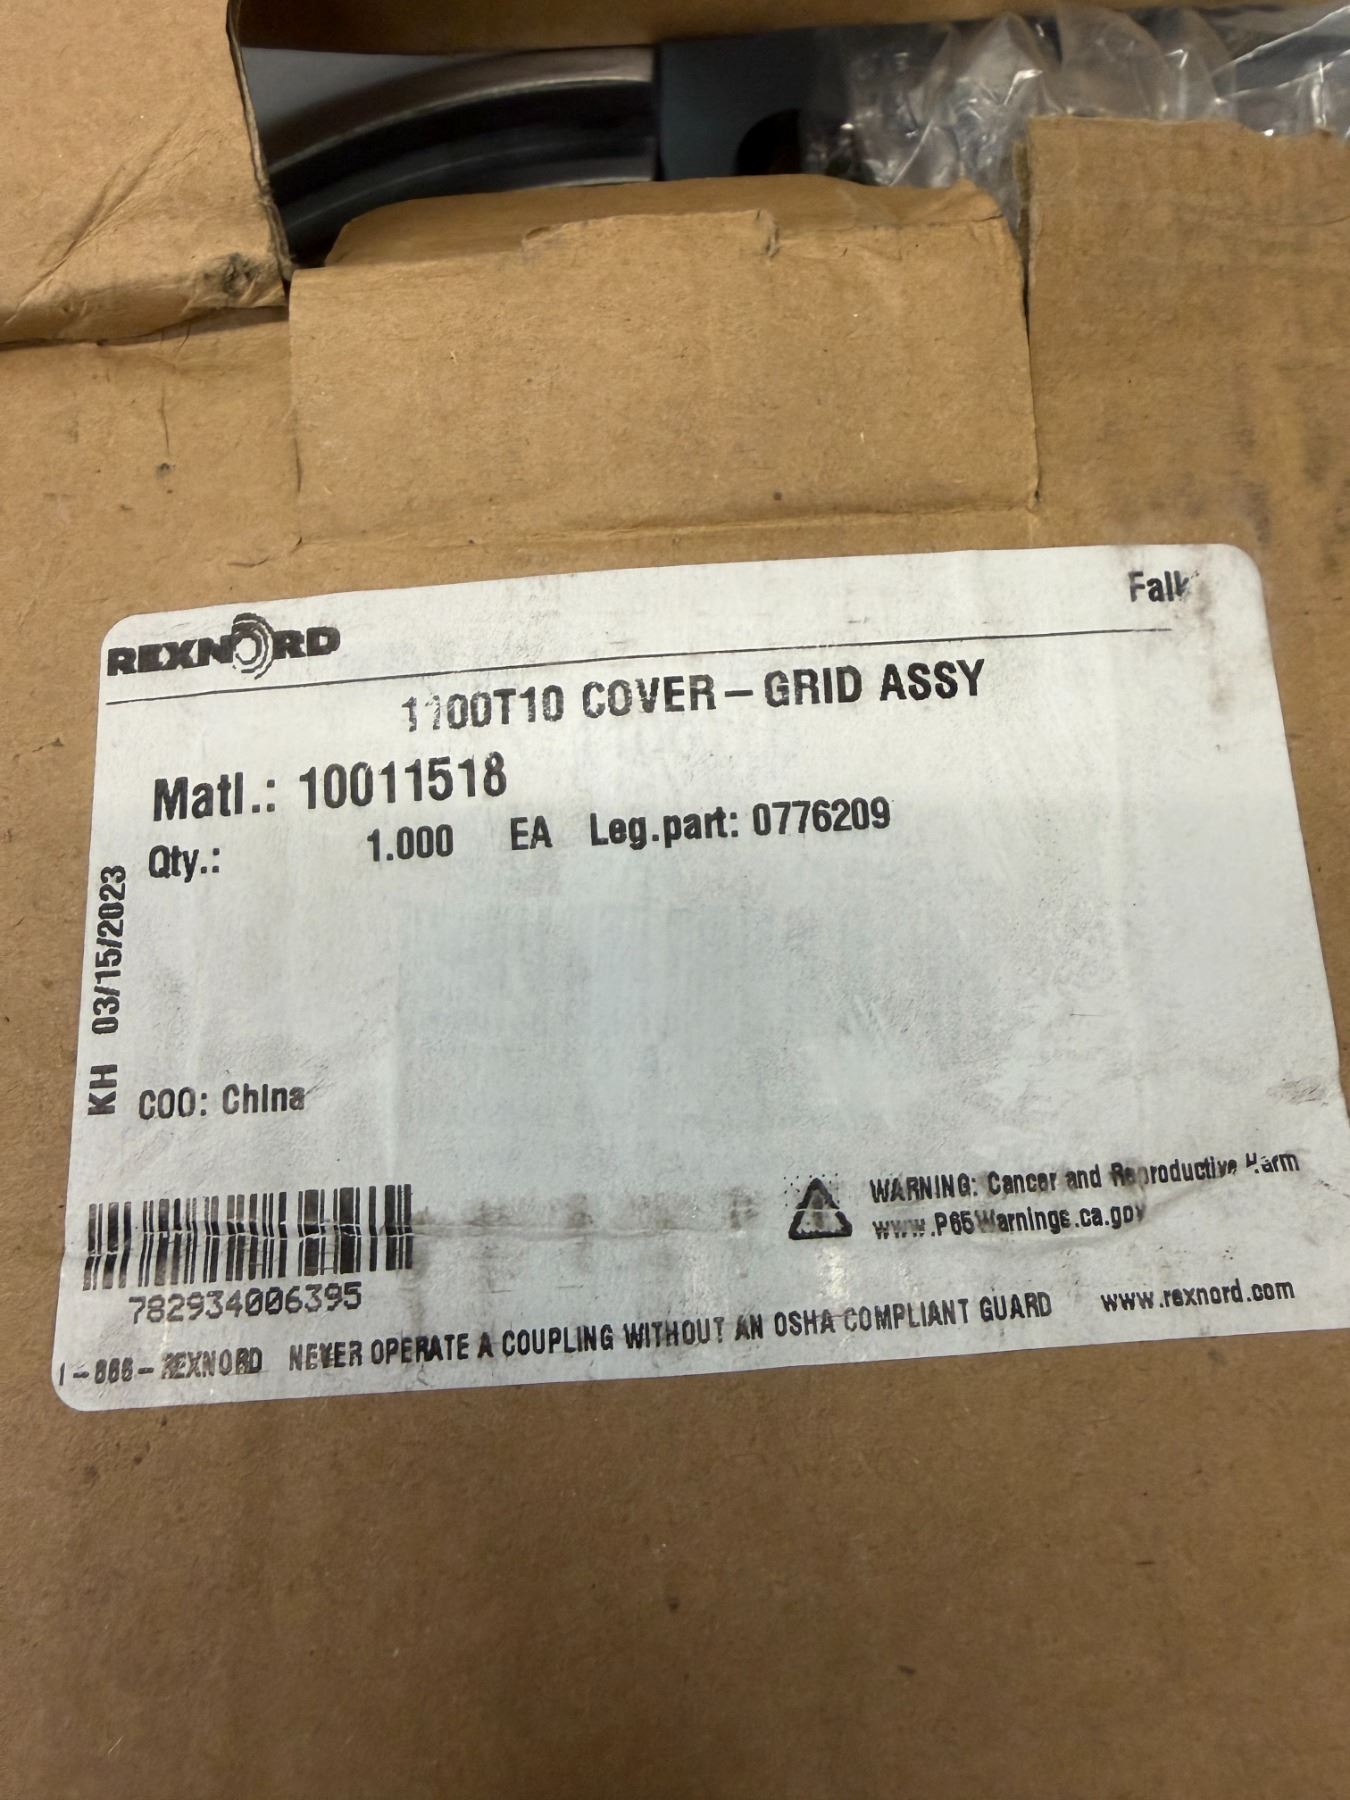 REXNORD
Falk
1100T10 COVER-GRID ASSY
Matl.: 10011518
Qty.: 1.000 EA Leg.part: 0776209
KH 03/15/2023
COO: China
WARNING: Cancer and Reproductive Harm
www.P65Warnings.ca.gov
782934006395
1-866-REXNORD NEVER OPERATE A COUPLING WITHOUT AN OSHA COMPLIANT GUARD www.rexnord.com